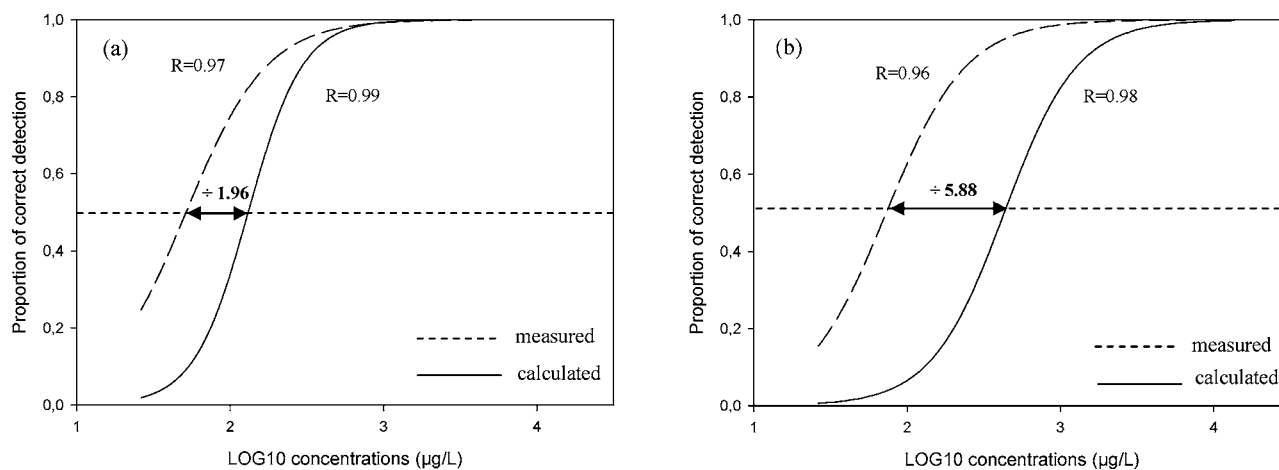 (a)
R=0.97
R=0.99
÷ 1.96
Proportion of correct detection
1,0
0,8
0,6
0,4
0,2
0,0
measured
calculated
1 2 3 4
LOG10 concentrations (µg/L)
(b)
R=0.96
R=0.98
÷ 5.88
Proportion of correct detection
1,0
0,8
0,6
0,4
0,2
0,0
measured
calculated
1 2 3 4
LOG10 concentrations (µg/L)